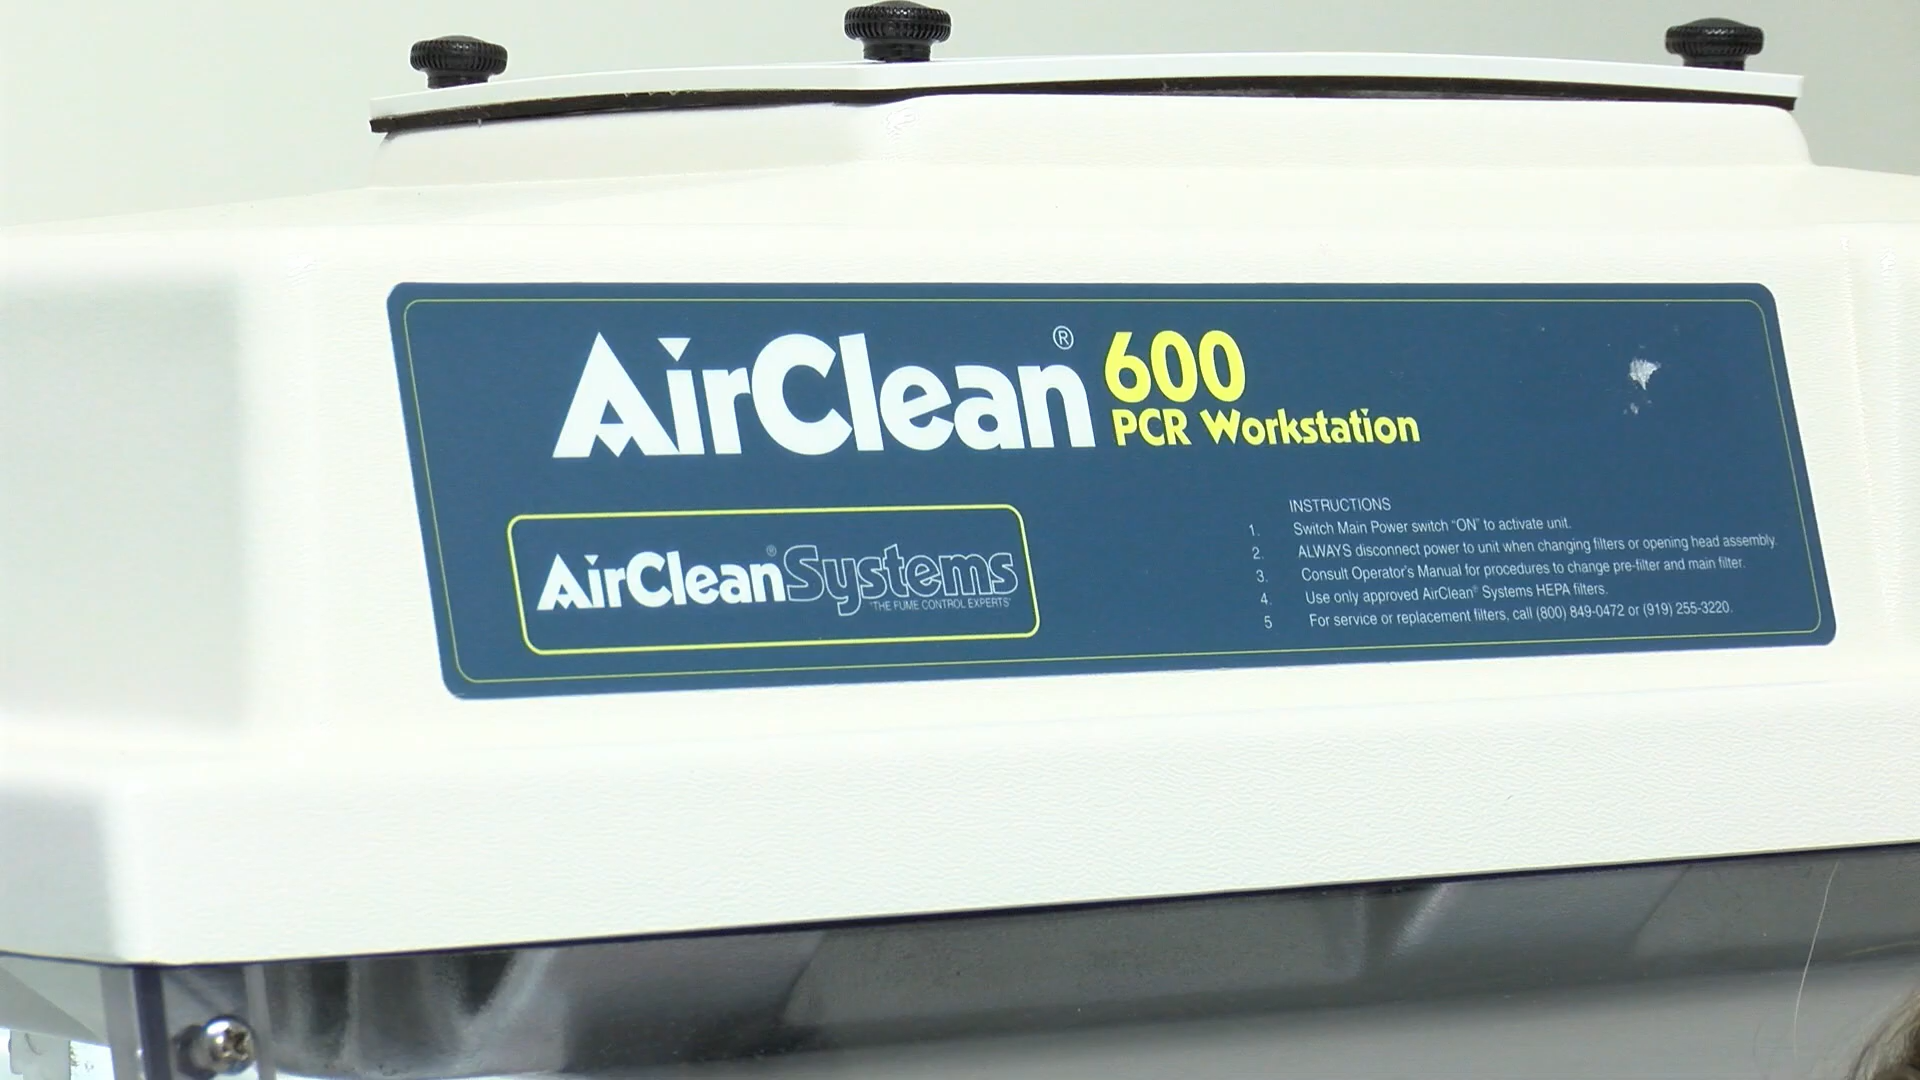 AirClean® 600
PCR Workstation
AirClean®Systems
"THE FUME CONTROL EXPERTS"
INSTRUCTIONS
1. Switch Main Power switch "ON" to activate unit.
2. ALWAYS disconnect power to unit when changing filters or opening head assembly.
3. Consult Operator's Manual for procedures to change pre-filter and main filter.
4. Use only approved AirClean® Systems HEPA filters.
5 For service or replacement filters, call (800) 849-0472 or (919) 255-3220.